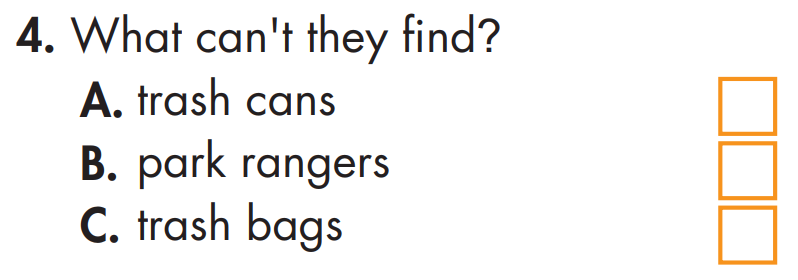 4. What can't they find?
A. trash cans
B. park rangers
C. trash bags